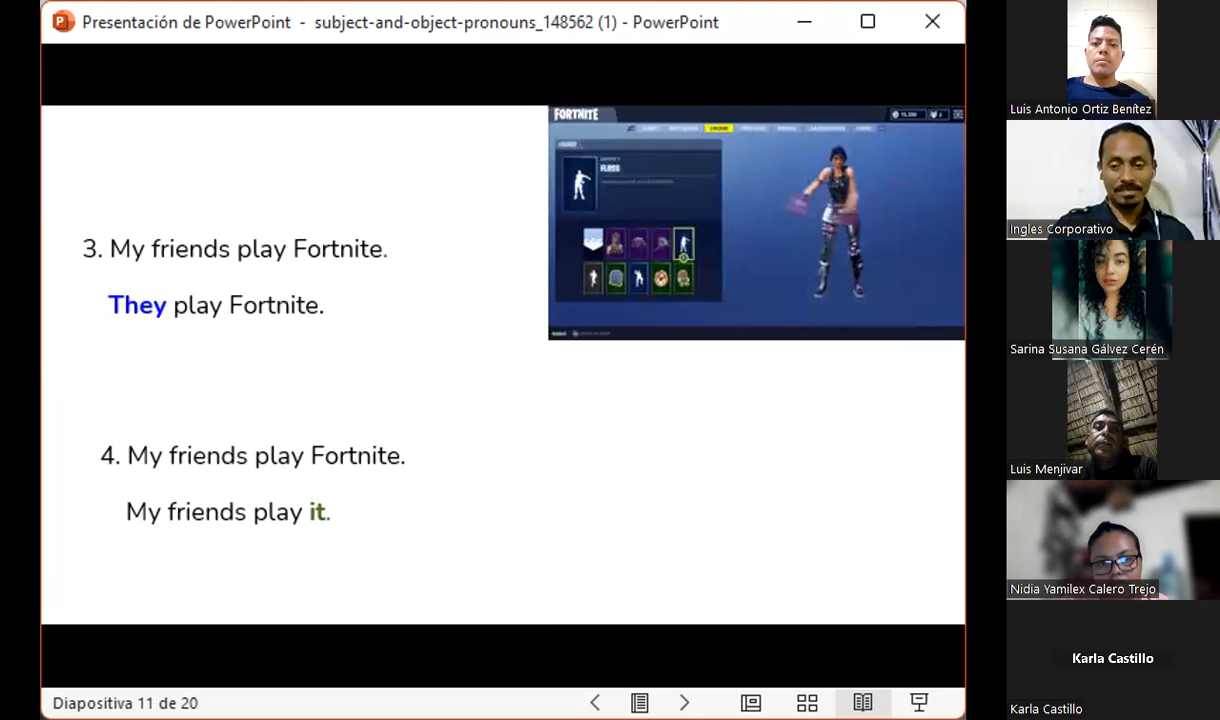 Presentación de PowerPoint - subject-and-object-pronouns_148562 (1) - PowerPoint
FORTNITE
FLOSS
3. My friends play Fortnite.
They play Fortnite.
4. My friends play Fortnite.
My friends play it.
Diapositiva 11 de 20
Luis Antonio Ortiz Benítez
Ingles Corporativo
Sarina Susana Gálvez Cerén
Luis Menjivar
Nidia Yamilex Calero Trejo
Karla Castillo
Karla Castillo